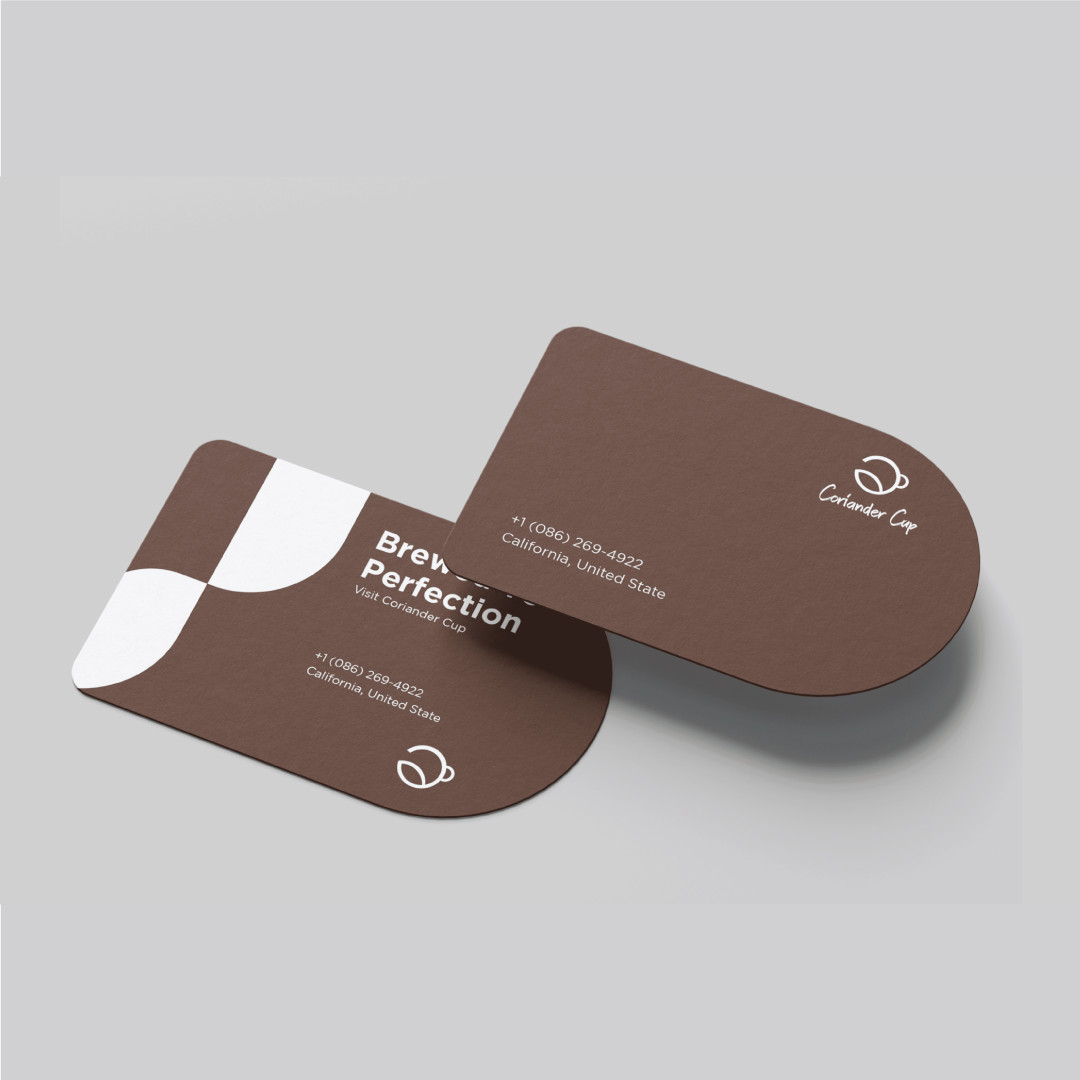 Perfection
Visit Coriander Cup
+1 (086) 269-4922
California, United State
+1 (086) 269-4922
California, United State
Coriander Cup